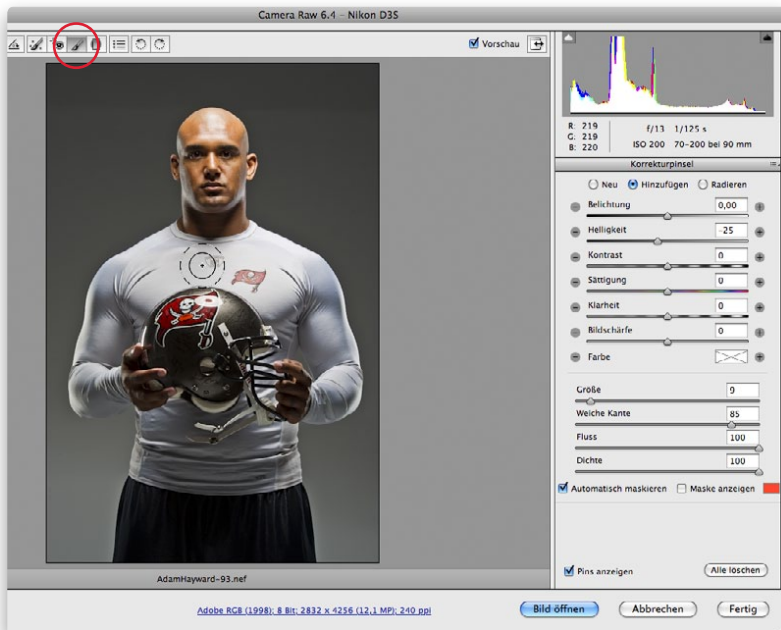 Camera Raw 6.4 – Nikon D3S
Vorschau
R: 219
G: 219
B: 220
f/13 1/125 s
ISO 200 70-200 bei 90 mm
Korrekturpinsel
Neu Hinzufügen Radieren
Belichtung 0,00
Helligkeit -25
Kontrast 0
Sättigung 0
Klarheit 0
Bildschärfe 0
Farbe
Größe 9
Weiche Kante 85
Fluss 100
Dichte 100
Automatisch maskieren Maske anzeigen
Pins anzeigen Alle löschen
AdamHayward-93.nef
Adobe RGB (1998); 8 Bit; 2832 x 4256 (12,1 MP); 240 ppi
Bild öffnen Abbrechen Fertig